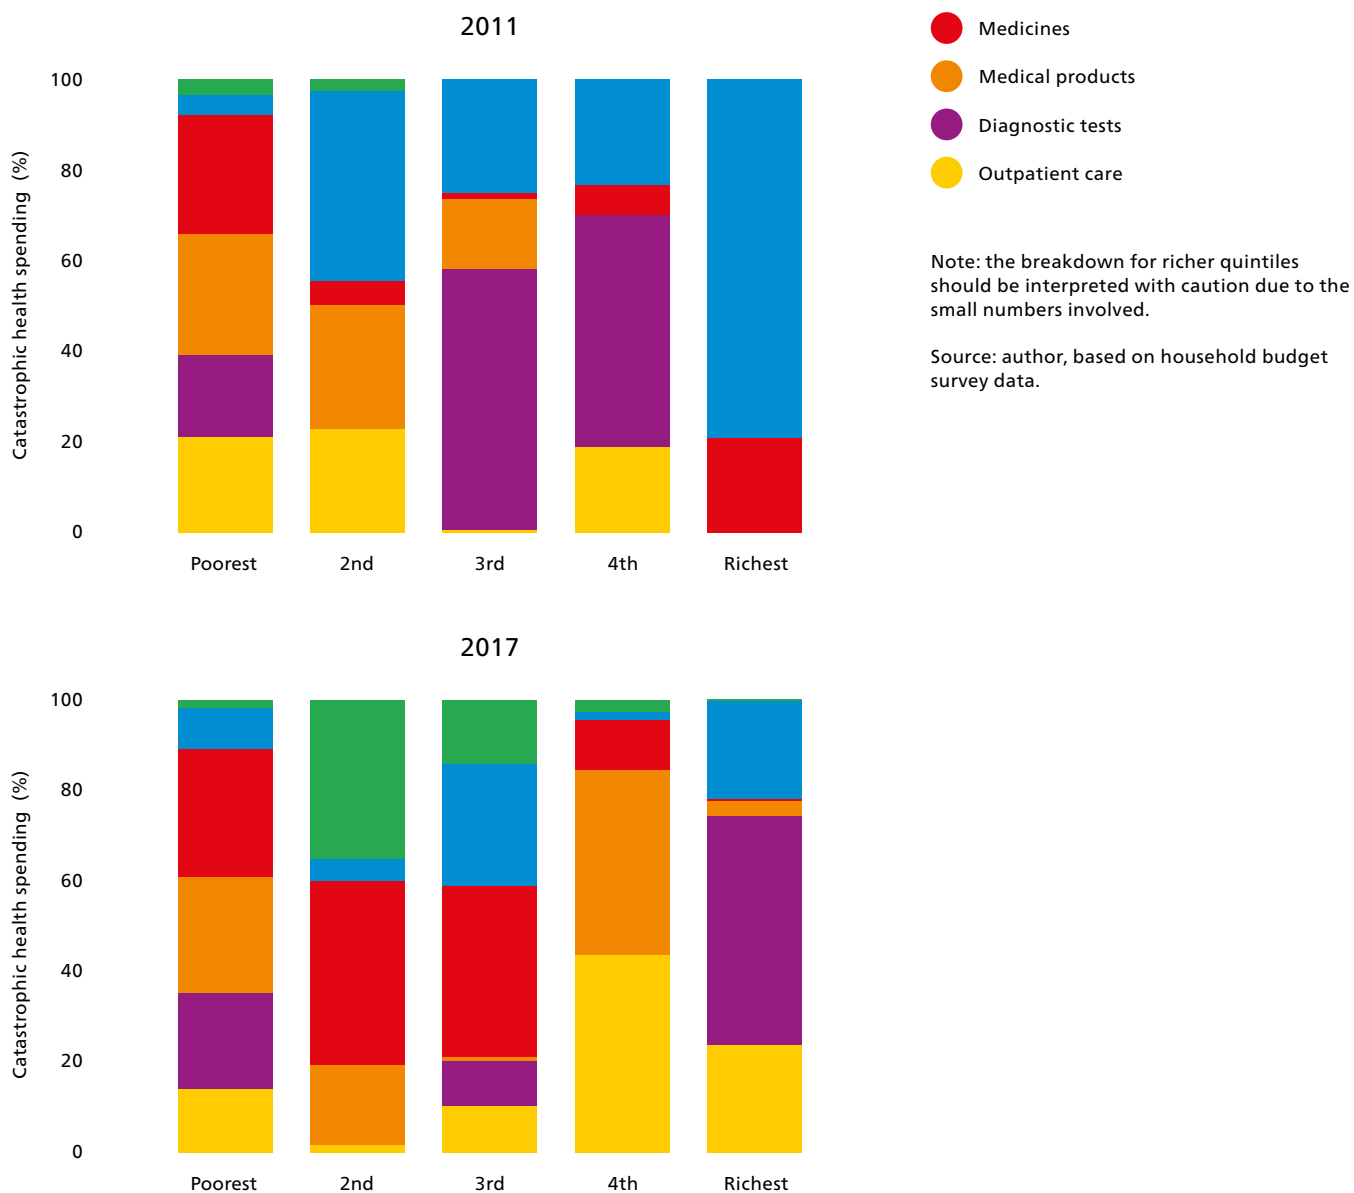 2011
Catastrophic health spending (%)
100
80
60
40
20
0
Poorest
2nd
3rd
4th
Richest
Medicines
Medical products
Diagnostic tests
Outpatient care
Note: the breakdown for richer quintiles
should be interpreted with caution due to the
small numbers involved.
Source: author, based on household budget
survey data.
2017
Catastrophic health spending (%)
100
80
60
40
20
0
Poorest
2nd
3rd
4th
Richest